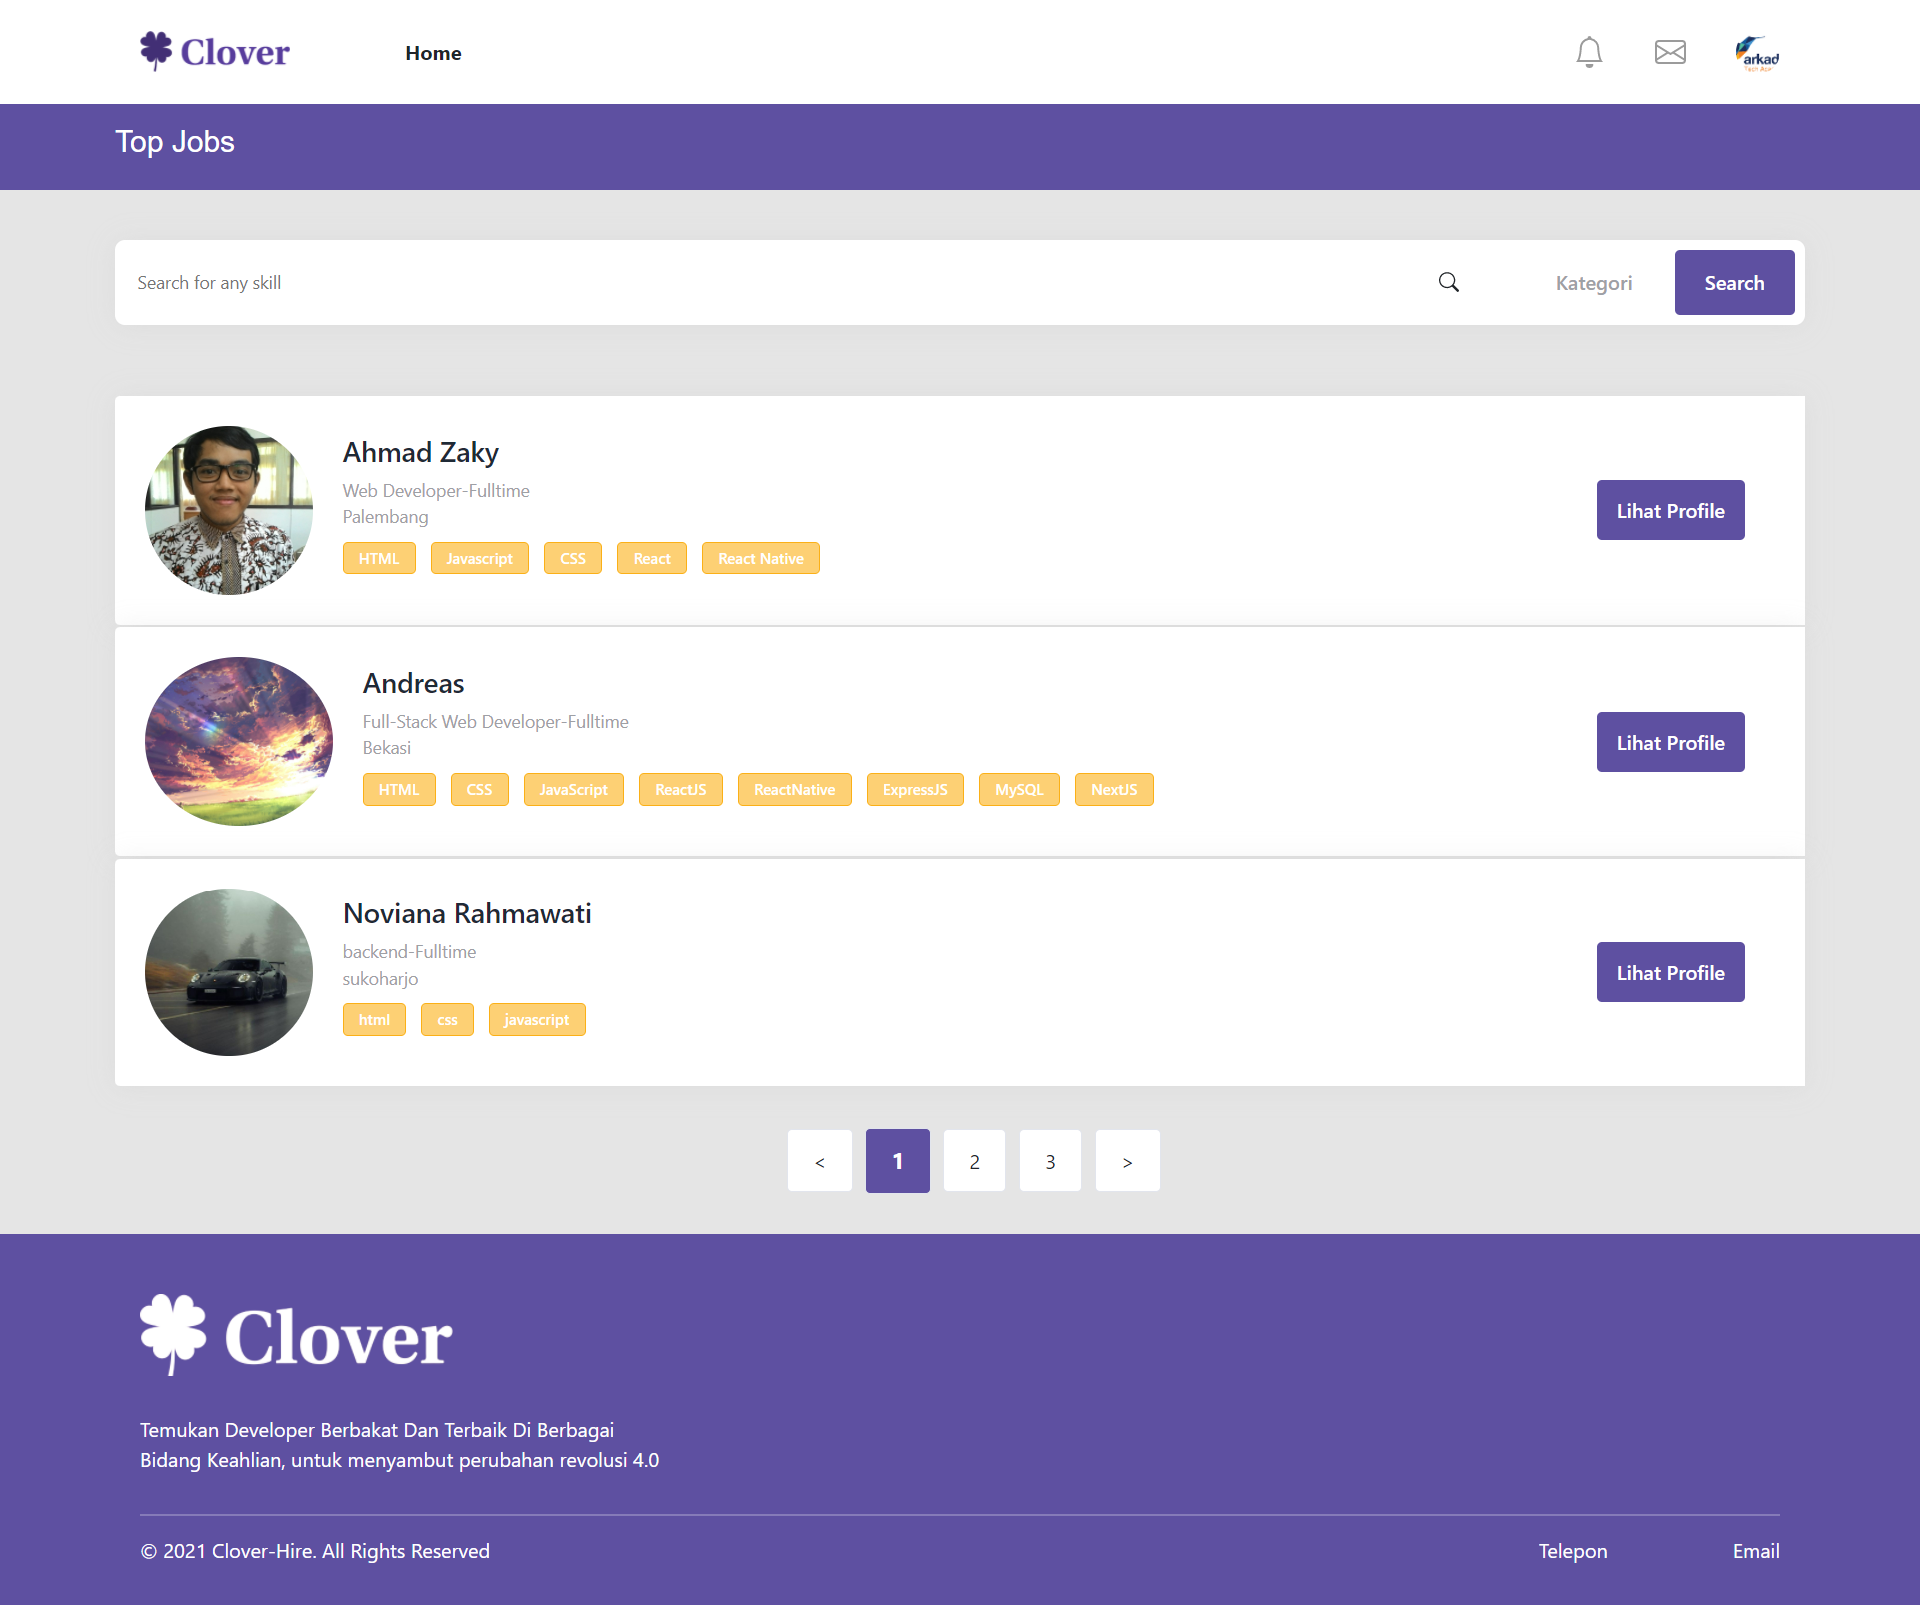 Clover
Home
arkad
Top Jobs
Search for any skill
Kategori
Search
Ahmad Zaky
Web Developer-Fulltime
Palembang
HTML Javascript CSS React React Native
Lihat Profile
Andreas
Full-Stack Web Developer-Fulltime
Bekasi
HTML CSS JavaScript ReactJS ReactNative ExpressJS MySQL NextJS
Lihat Profile
Noviana Rahmawati
backend-Fulltime
sukoharjo
html css javascript
Lihat Profile
< 1 2 3 >
Clover
Temukan Developer Berbakat Dan Terbaik Di Berbagai
Bidang Keahlian, untuk menyambut perubahan revolusi 4.0
© 2021 Clover-Hire. All Rights Reserved
Telepon
Email